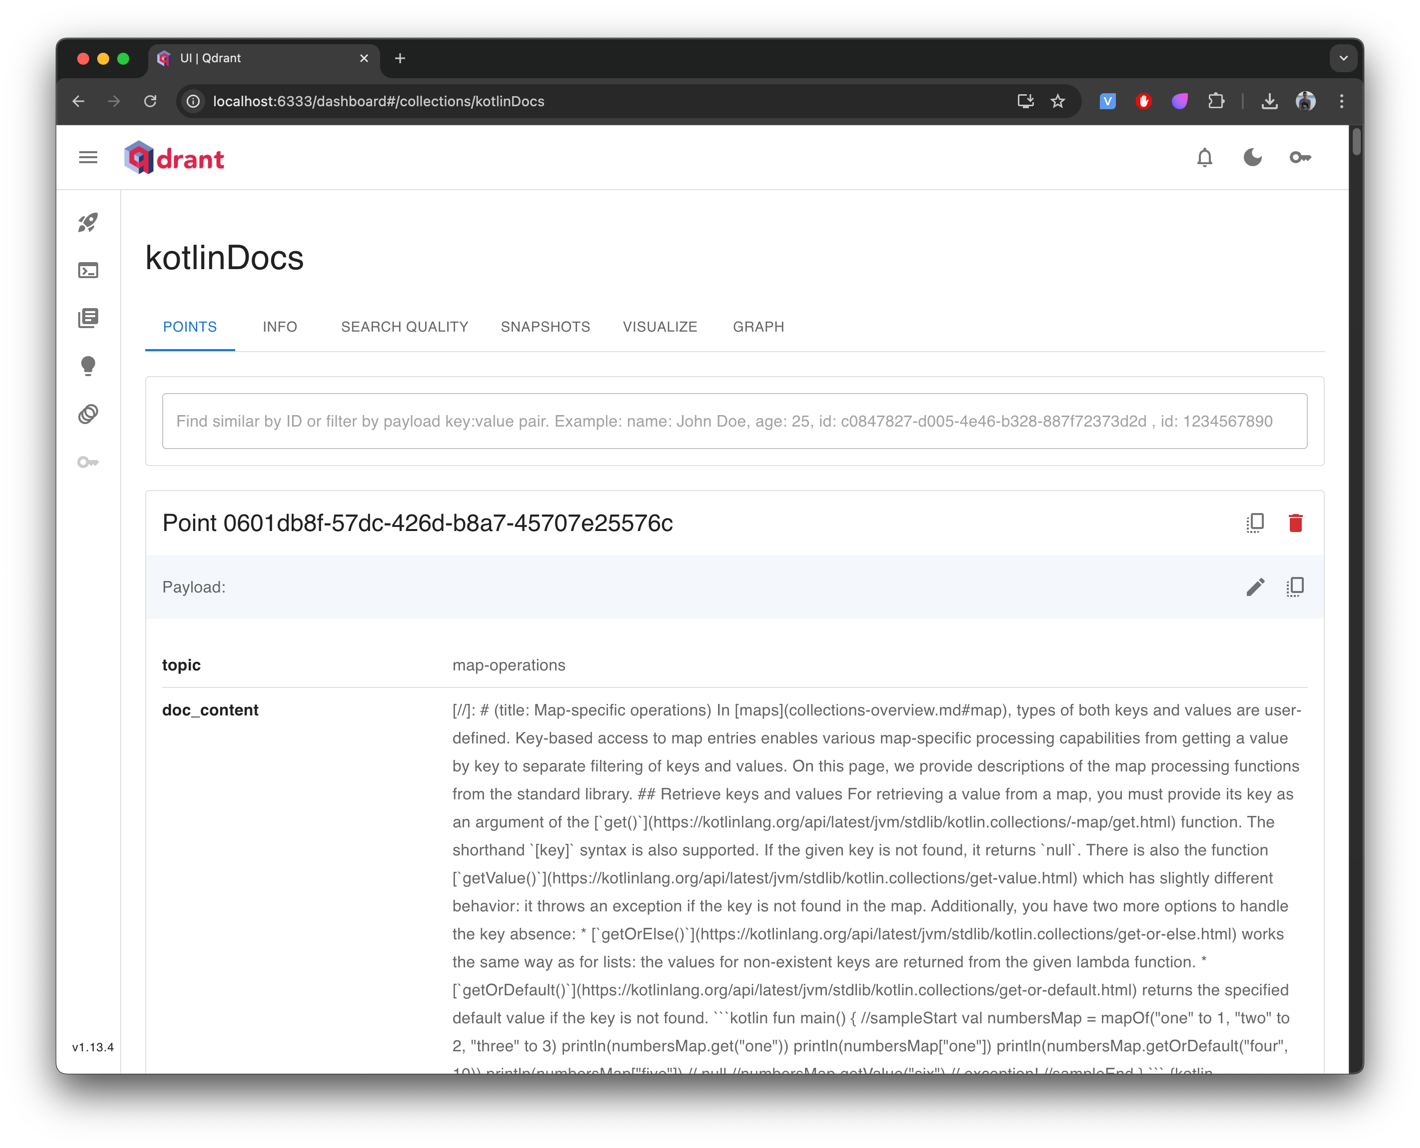 UI | Qdrant
localhost:6333/dashboard#/collections/kotlinDocs
V
qdrant
kotlinDocs
POINTS INFO SEARCH QUALITY SNAPSHOTS VISUALIZE GRAPH
Find similar by ID or filter by payload key:value pair. Example: name: John Doe, age: 25, id: c0847827-d005-4e46-b328-887f72373d2d , id: 1234567890
Point 0601db8f-57dc-426d-b8a7-45707e25576c
Payload:
topic map-operations
doc_content [//]: # (title: Map-specific operations) In [maps](collections-overview.md#map), types of both keys and values are user-
defined. Key-based access to map entries enables various map-specific processing capabilities from getting a value
by key to separate filtering of keys and values. On this page, we provide descriptions of the map processing functions
from the standard library. ## Retrieve keys and values For retrieving a value from a map, you must provide its key as
an argument of the [`get()`](https://kotlinlang.org/api/latest/jvm/stdlib/kotlin.collections/-map/get.html) function. The
shorthand `[key]` syntax is also supported. If the given key is not found, it returns `null`. There is also the function
[`getValue()`](https://kotlinlang.org/api/latest/jvm/stdlib/kotlin.collections/get-value.html) which has slightly different
behavior: it throws an exception if the key is not found in the map. Additionally, you have two more options to handle
the key absence: * [`getOrElse()`](https://kotlinlang.org/api/latest/jvm/stdlib/kotlin.collections/get-or-else.html) works
the same way as for lists: the values for non-existent keys are returned from the given lambda function. *
[`getOrDefault()`](https://kotlinlang.org/api/latest/jvm/stdlib/kotlin.collections/get-or-default.html) returns the specified
default value if the key is not found. ```kotlin fun main() { //sampleStart val numbersMap = mapOf("one" to 1, "two" to
2, "three" to 3) println(numbersMap.get("one")) println(numbersMap["one"]) println(numbersMap.getOrDefault("four",
10)) println(numbersMap["five"]) // null //numbersMap.getValue("six") // exception! //sampleEnd } ``` {kotlin-
v1.13.4